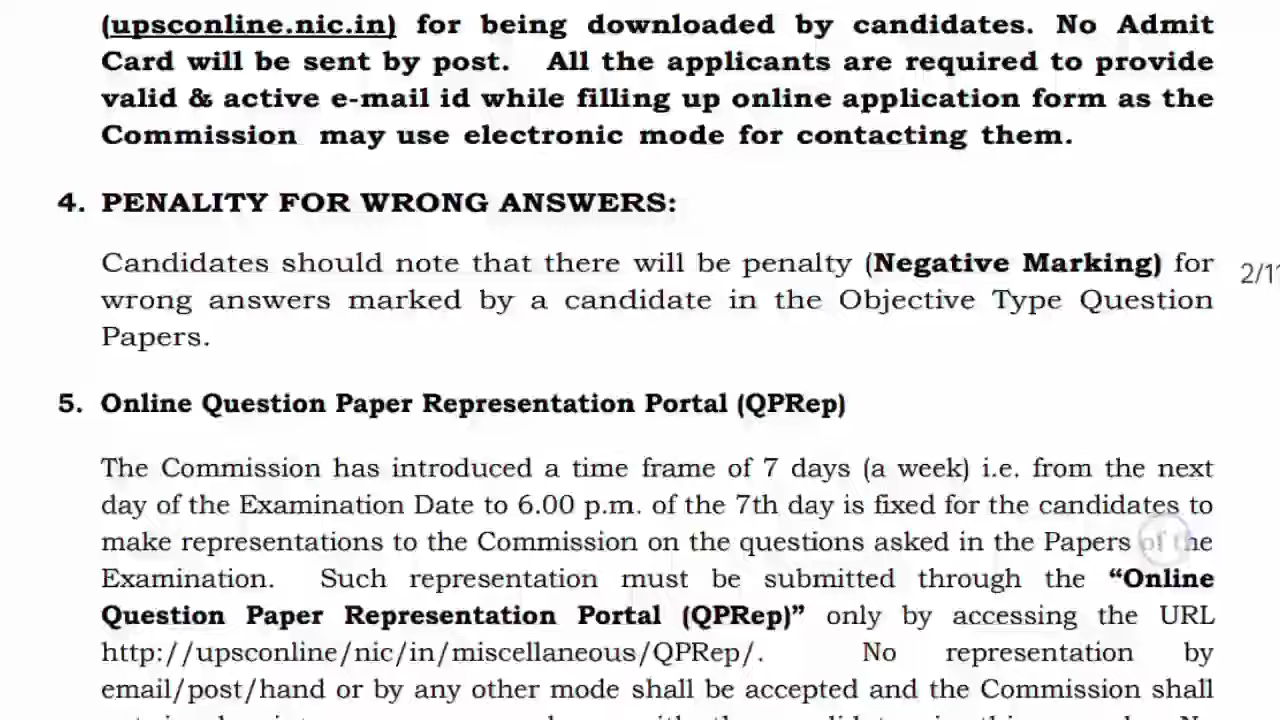 (upsconline.nic.in) for being downloaded by candidates. No Admit
Card will be sent by post. All the applicants are required to provide
valid & active e-mail id while filling up online application form as the
Commission may use electronic mode for contacting them.
4. PENALITY FOR WRONG ANSWERS:
Candidates should note that there will be penalty (Negative Marking) for
wrong answers marked by a candidate in the Objective Type Question
Papers.
2/11
5. Online Question Paper Representation Portal (QPRep)
The Commission has introduced a time frame of 7 days (a week) i.e. from the next
day of the Examination Date to 6.00 p.m. of the 7th day is fixed for the candidates to
make representations to the Commission on the questions asked in the Papers of the
Examination. Such representation must be submitted through the “Online
Question Paper Representation Portal (QPRep)” only by accessing the URL
http://upsconline/nic/in/miscellaneous/QPRep/. No representation by
email/post/hand or by any other mode shall be accepted and the Commission shall